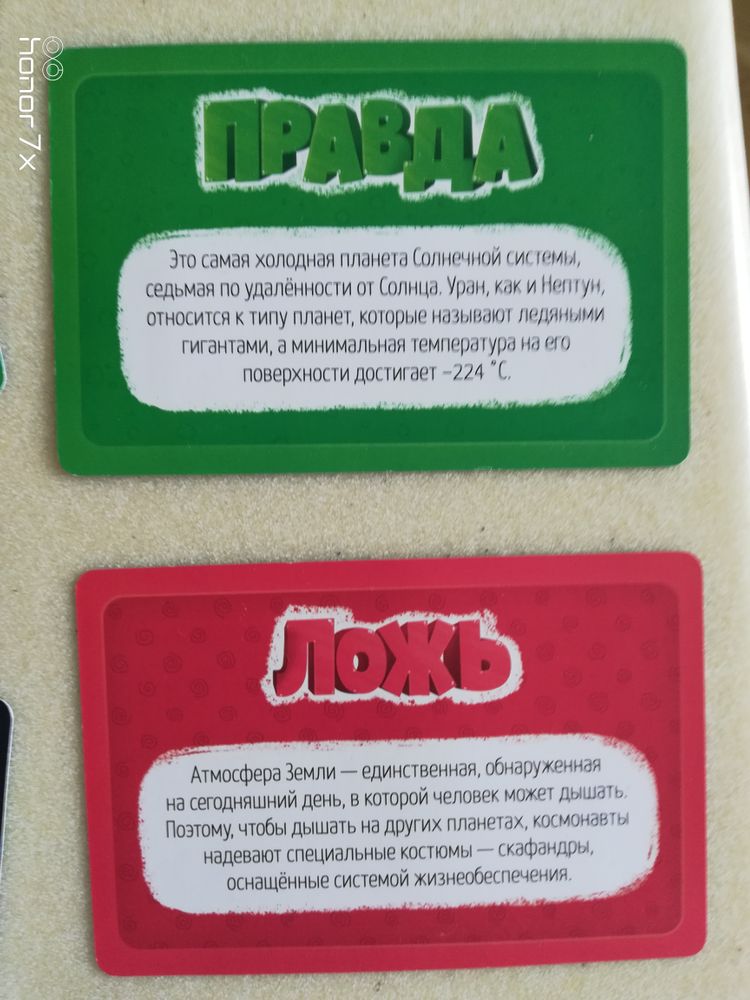 honor 7x
ПРАВДА
Это самая холодная планета Солнечной системы,
седьмая по удалённости от Солнца. Уран, как и Нептун,
относится к типу планет, которые называют ледяными
гигантами, а минимальная температура на его
поверхности достигает –224 °С.
ЛОЖЬ
Атмосфера Земли — единственная, обнаруженная
на сегодняшний день, в которой человек может дышать.
Поэтому, чтобы дышать на других планетах, космонавты
надевают специальные костюмы — скафандры,
оснащённые системой жизнеобеспечения.